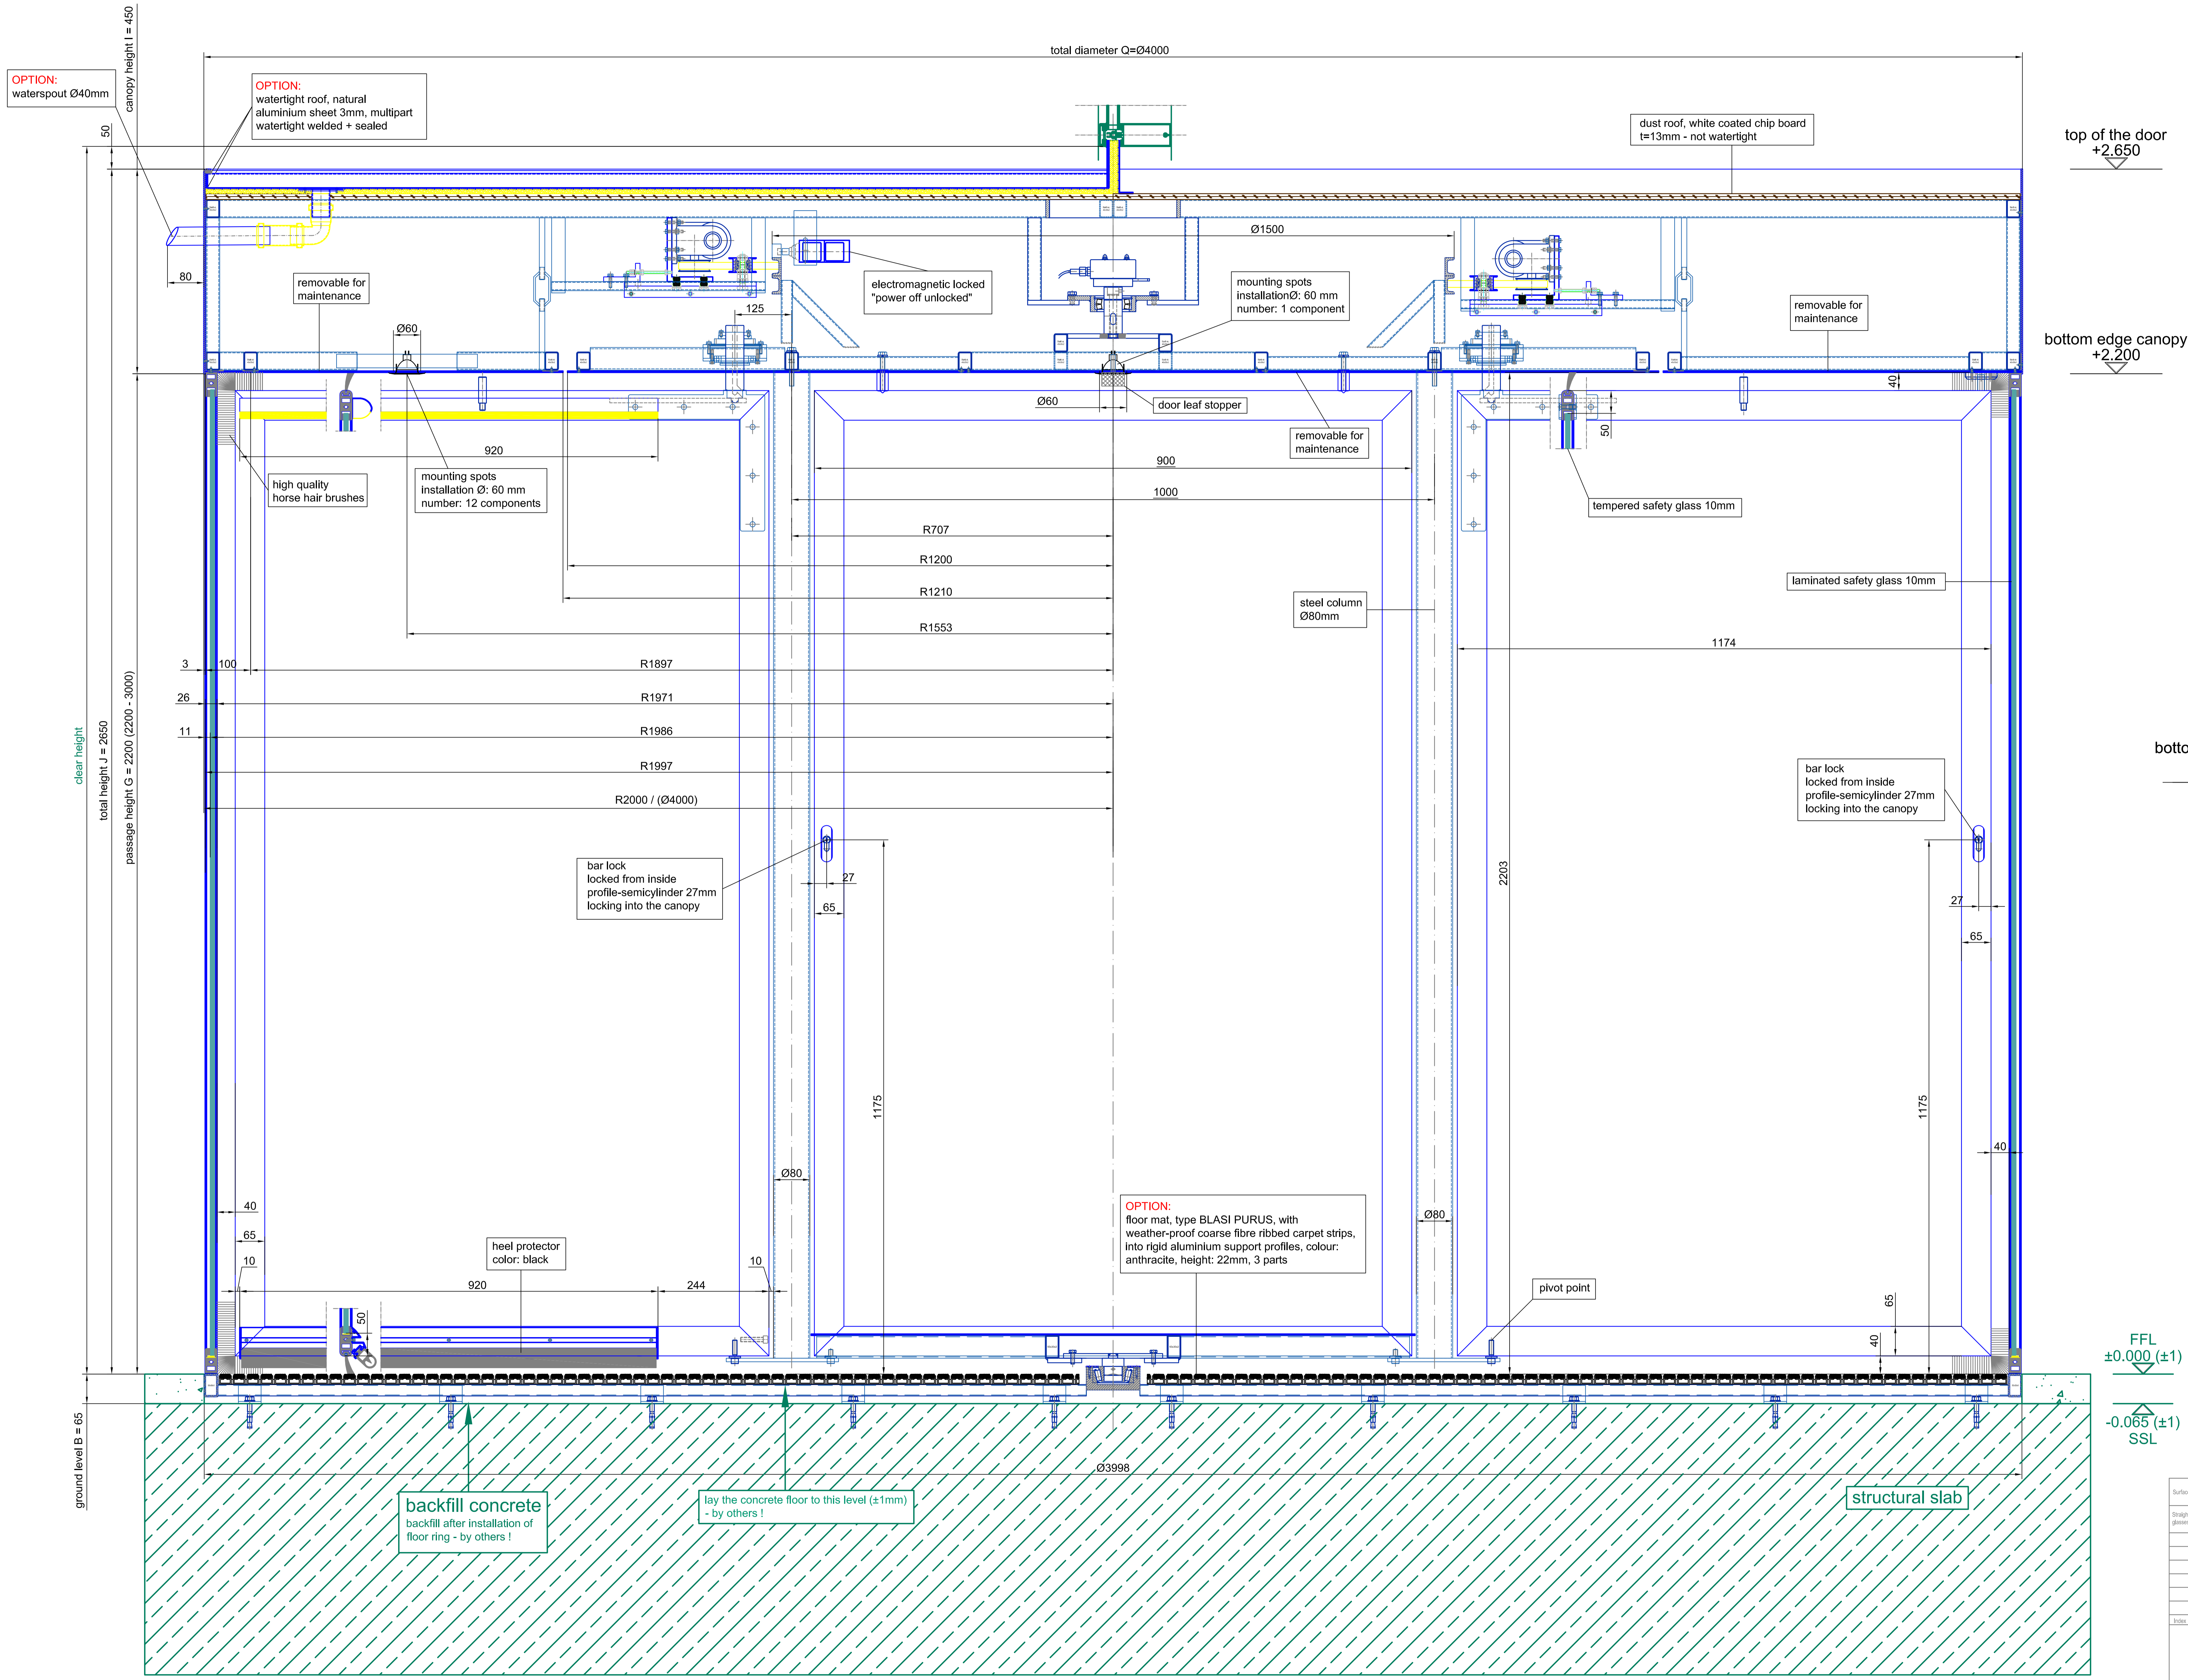 canopy height I = 450
total diameter Q=Ø4000
OPTION:
waterspout Ø40mm
OPTION:
watertight roof, natural
aluminium sheet 3mm, multipart
watertight welded + sealed
50
dust roof, white coated chip board
t=13mm - not watertight
top of the door
+2.650
Ø1500
80
removable for
maintenance
electromagnetic locked
"power off unlocked"
mounting spots
installationØ: 60 mm
number: 1 component
removable for
maintenance
125
Ø60
bottom edge canopy
+2.200
40
Ø60
door leaf stopper
50
removable for
maintenance
920
900
high quality
horse hair brushes
mounting spots
installation Ø: 60 mm
number: 12 components
1000
tempered safety glass 10mm
R707
R1200
laminated safety glass 10mm
R1210
steel column
Ø80mm
R1553
1174
3
100
R1897
26
R1971
11
R1986
clear height
total height J = 2650
passage height G = 2200 (2200 - 3000)
botto
R1997
bar lock
locked from inside
profile-semicylinder 27mm
locking into the canopy
R2000 / (Ø4000)
bar lock
locked from inside
profile-semicylinder 27mm
locking into the canopy
27
65
2203
27
65
1175
1175
40
Ø80
OPTION:
floor mat, type BLASI PURUS, with
weather-proof coarse fibre ribbed carpet strips,
into rigid aluminium support profiles, colour:
anthracite, height: 22mm, 3 parts
Ø80
40
65
heel protector
color: black
10
10
920
244
pivot point
50
65
40
FFL
±0.000 (±1)
-0.065 (±1)
SSL
ground level B = 65
Ø3998
backfill concrete
backfill after installation of
floor ring - by others !
lay the concrete floor to this level (±1mm)
- by others !
structural slab
Surfac
Straigh
glasses
Index